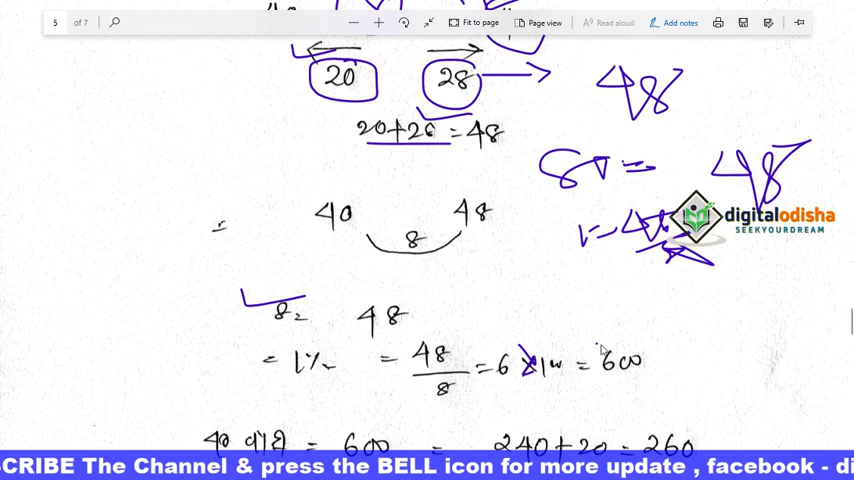 5 of 7 Fit to page Page view Read aloud Add notes
20 28 48
20+28 = 48
8% = 48
digitalodisha
SEEKYOURDREAM
= 40 48
8
8% 48
= 1% = 48/8 = 6 × 100 = 600
= 600 = 240+20 = 260
SCRIBE The Channel & press the BELL icon for more update , facebook - di